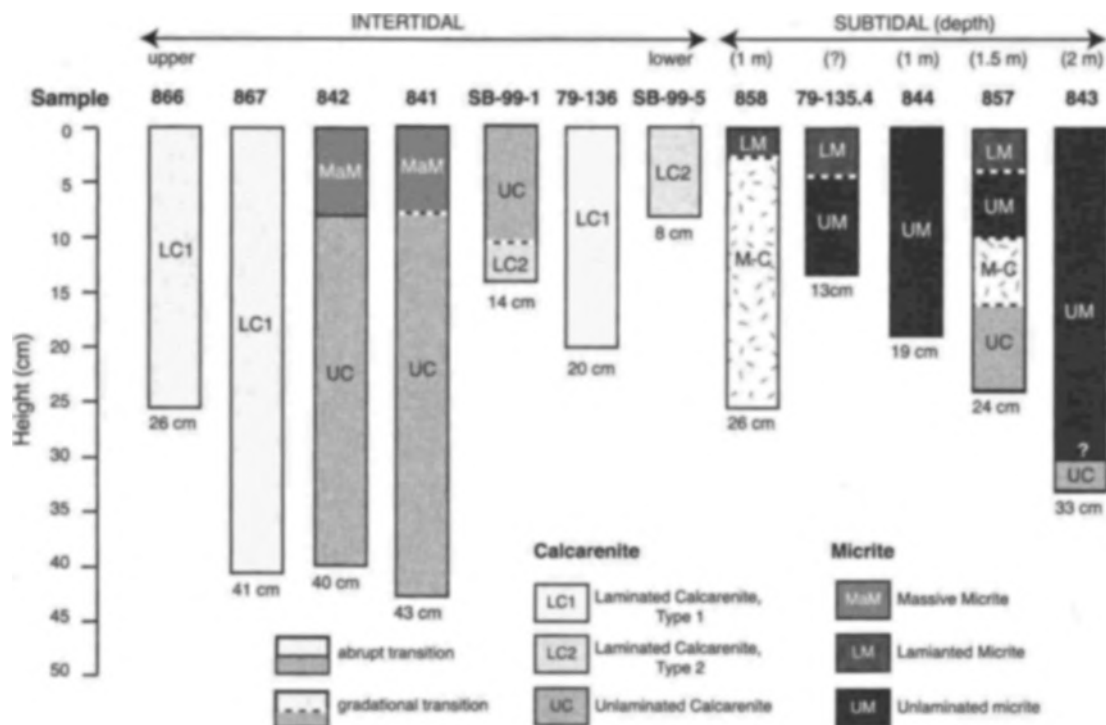 INTERTIDAL SUBTIDAL (depth)
upper lower (1 m) (?) (1 m) (1.5 m) (2 m)
Sample 866 867 842 841 SB-99-1 79-136 SB-99-5 858 79-135.4 844 857 843
0
5
10
15
20
25
30
35
40
45
50
Height (cm)
LC1
26 cm
LC1
41 cm
MaM
UC
40 cm
MaM
UC
43 cm
UC
LC2
14 cm
LC1
20 cm
LC2
8 cm
LM
M-C
26 cm
LM
UM
13cm
UM
19 cm
LM
UM
M-C
UC
24 cm
UM
?
UC
33 cm
abrupt transition
gradational transition
Calcarenite
LC1 Laminated Calcarenite,
Type 1
LC2 Laminated Calcarenite,
Type 2
UC Unlaminated Calcarenite
Micrite
MaM Massive Micrite
LM Lamianted Micrite
UM Unlaminated micrite